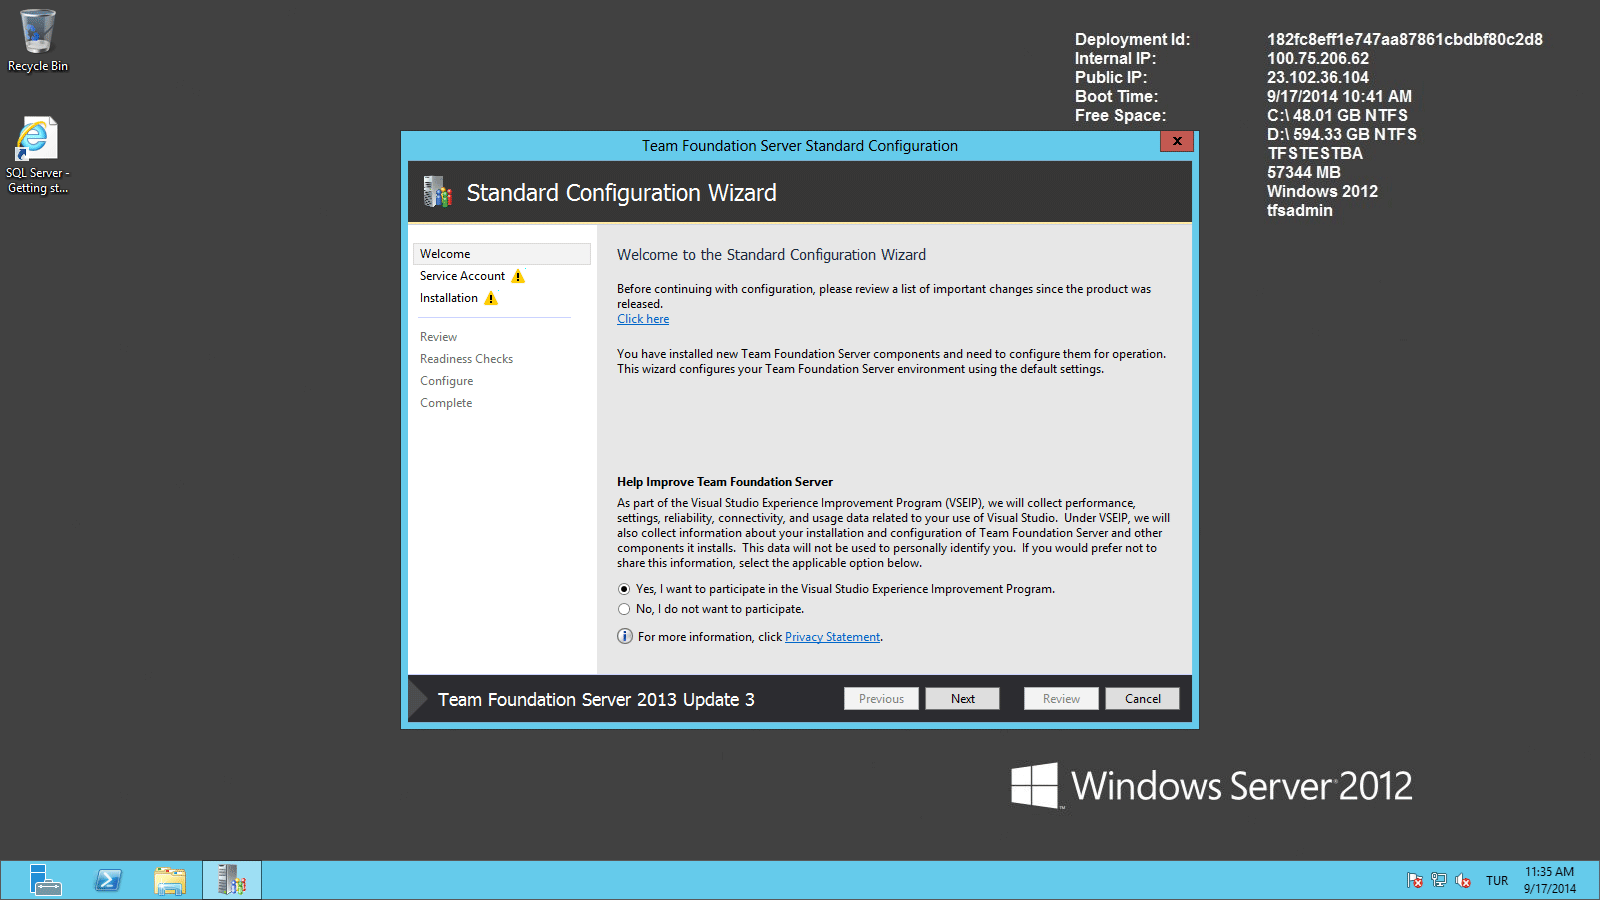 Recycle Bin
SQL Server -
Getting st...
Deployment Id: 182fc8eff1e747aa87861cbdbf80c2d8
Internal IP: 100.75.206.62
Public IP: 23.102.36.104
Boot Time: 9/17/2014 10:41 AM
Free Space: C:\ 48.01 GB NTFS
D:\ 594.33 GB NTFS
TFSTESTBA
57344 MB
Windows 2012
tfsadmin
Team Foundation Server Standard Configuration
x
Standard Configuration Wizard
Welcome
Service Account
Installation
Review
Readiness Checks
Configure
Complete
Welcome to the Standard Configuration Wizard
Before continuing with configuration, please review a list of important changes since the product was
released.
Click here
You have installed new Team Foundation Server components and need to configure them for operation.
This wizard configures your Team Foundation Server environment using the default settings.
Help Improve Team Foundation Server
As part of the Visual Studio Experience Improvement Program (VSEIP), we will collect performance,
settings, reliability, connectivity, and usage data related to your use of Visual Studio.  Under VSEIP, we will
also collect information about your installation and configuration of Team Foundation Server and other
components it installs.  This data will not be used to personally identify you.  If you would prefer not to
share this information, select the applicable option below.
Yes, I want to participate in the Visual Studio Experience Improvement Program.
No, I do not want to participate.
For more information, click Privacy Statement.
Team Foundation Server 2013 Update 3
Previous
Next
Review
Cancel
Windows Server 2012
TUR
11:35 AM
9/17/2014